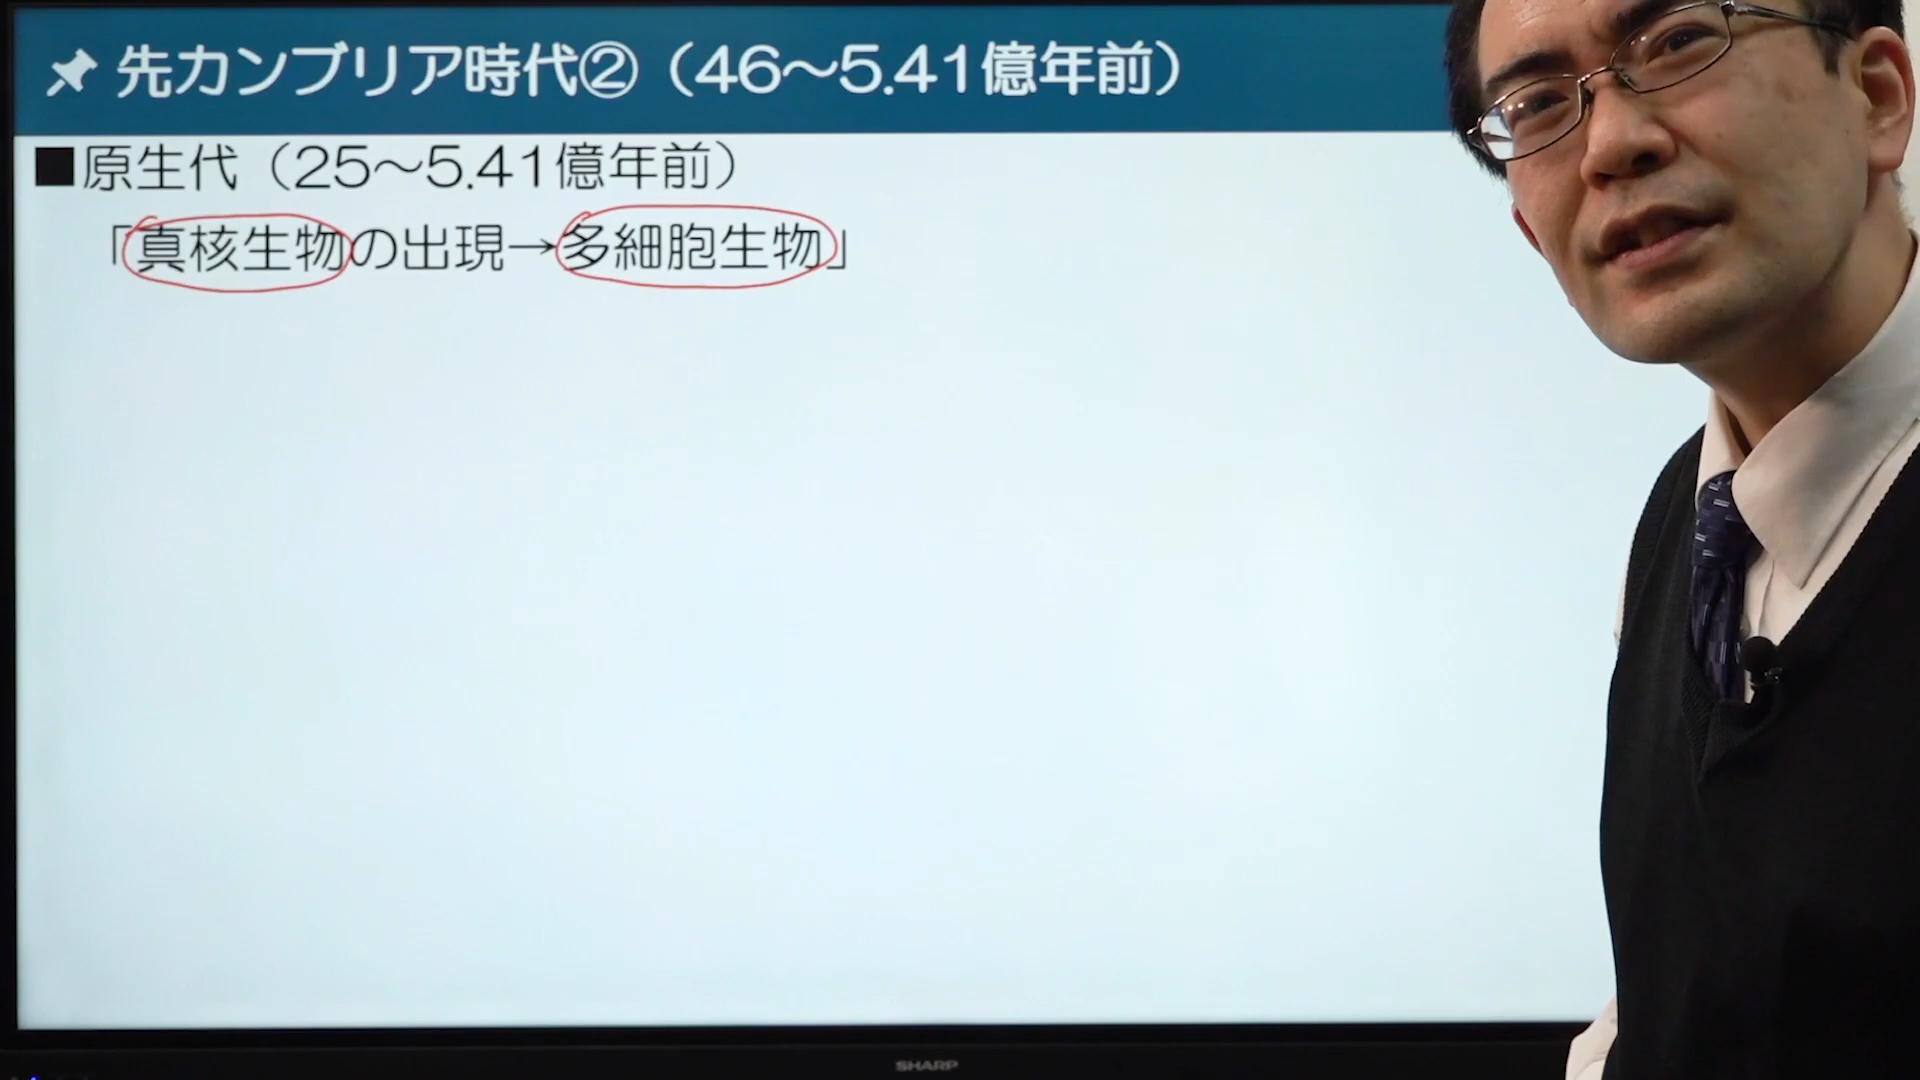 先カンブリア時代②（46～5.41億年前）
■原生代（25～5.41億年前）
「真核生物の出現→多細胞生物」
SHARP